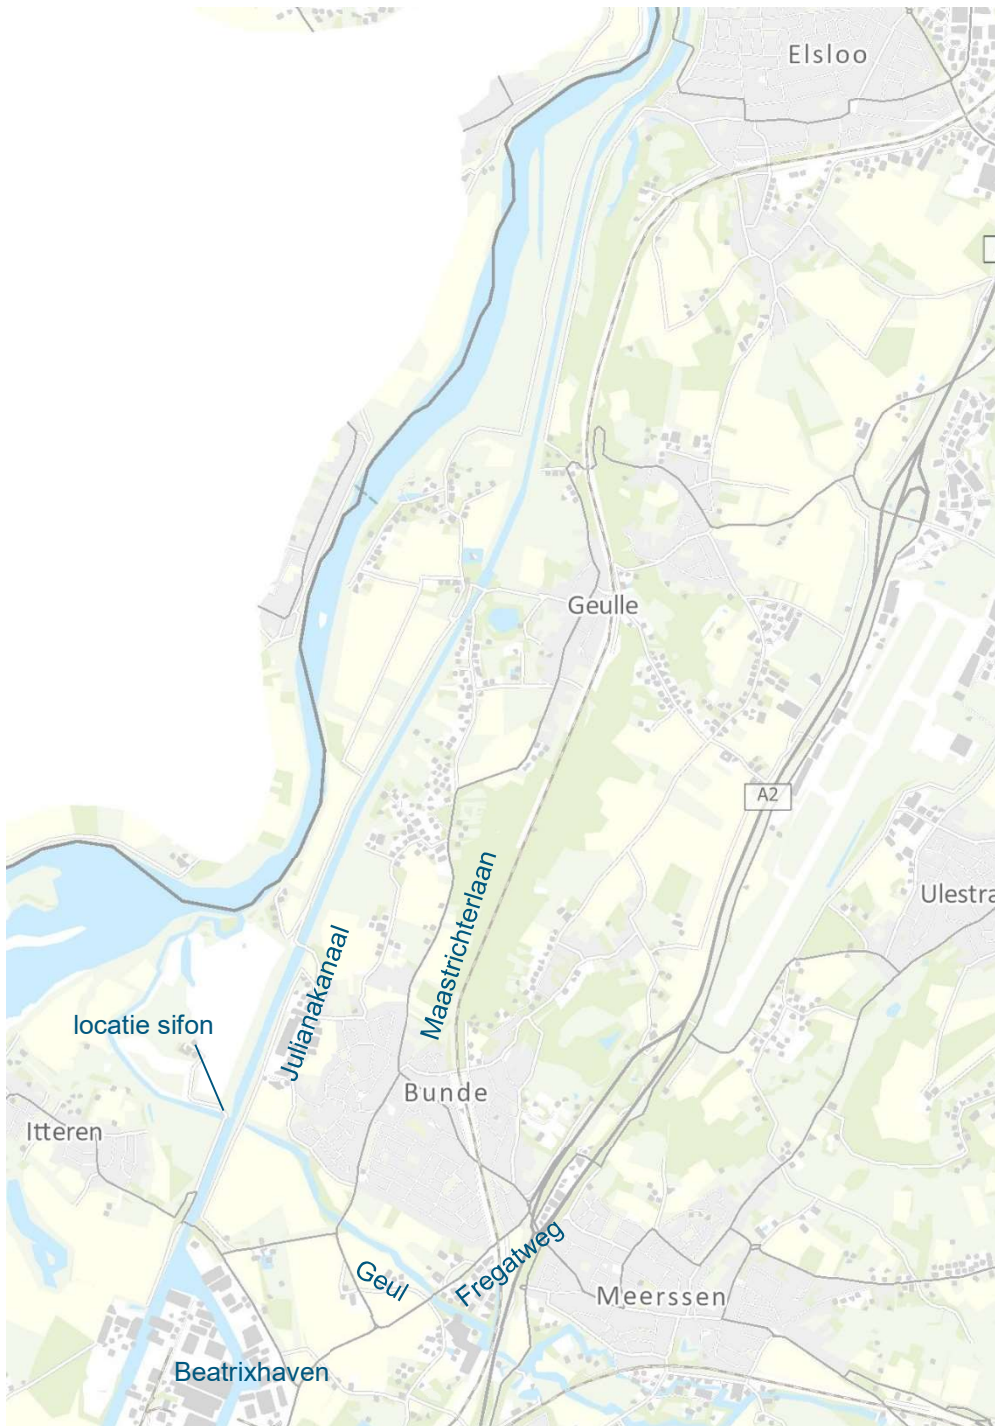 Elsloo
Geulle
A2
Ulestra
Maastrichterlaan
Julianakanaal
locatie sifon
Bunde
Itteren
Geul
Fregatweg
Meerssen
Beatrixhaven